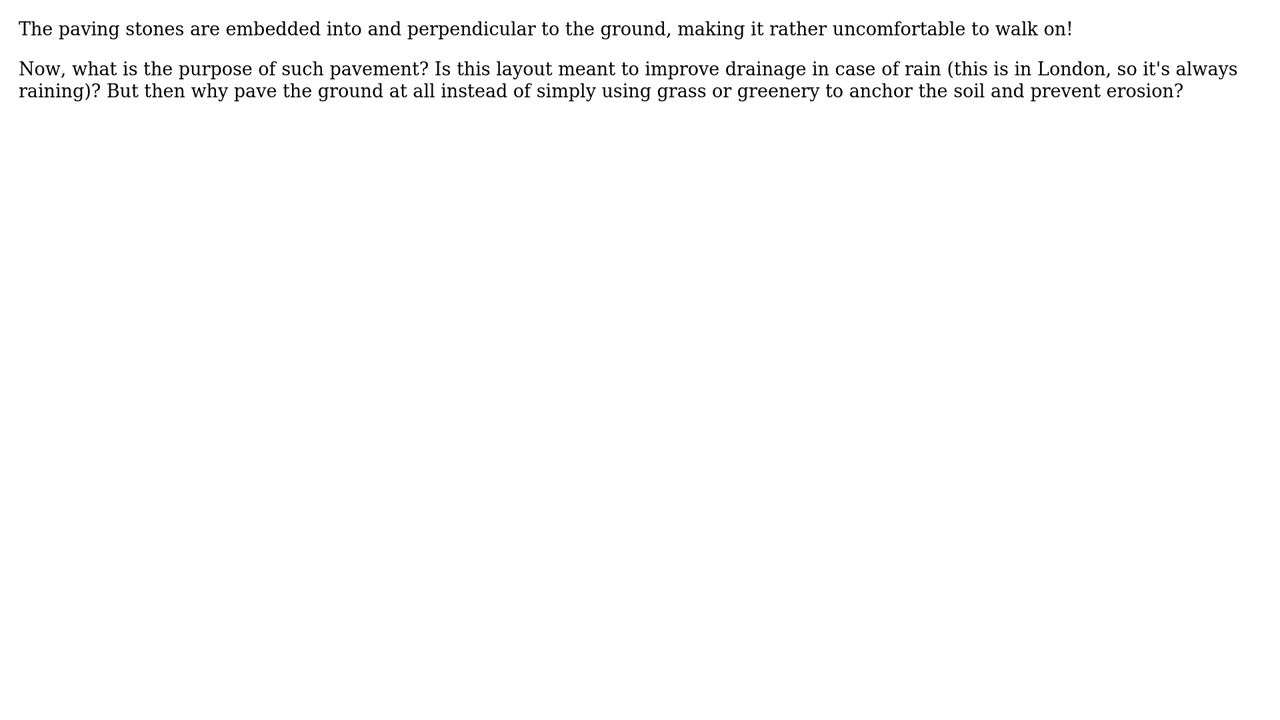 The paving stones are embedded into and perpendicular to the ground, making it rather uncomfortable to walk on!
Now, what is the purpose of such pavement? Is this layout meant to improve drainage in case of rain (this is in London, so it's always
raining)? But then why pave the ground at all instead of simply using grass or greenery to anchor the soil and prevent erosion?